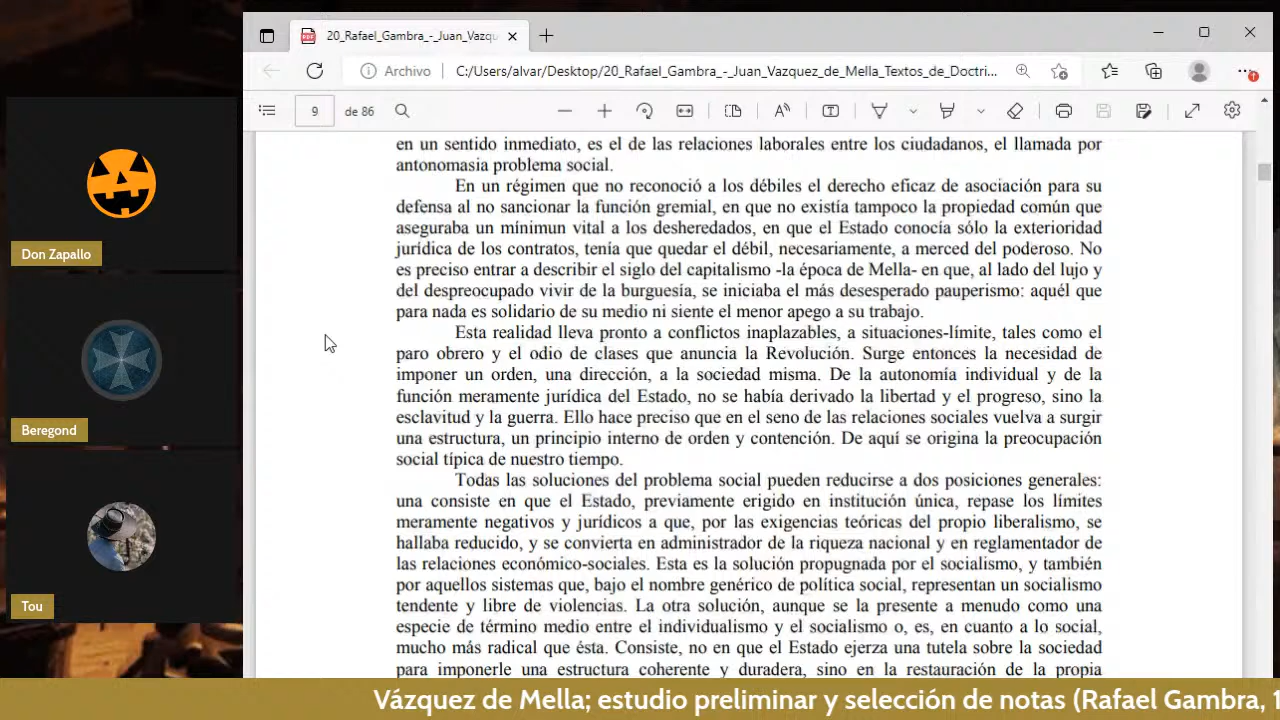 20_Rafael_Gambra_-_Juan_Vazqu
Archivo
C:/Users/alvar/Desktop/20_Rafael_Gambra_-_Juan_Vazquez_de_Mella_Textos_de_Doctri...
9
de 86
Don Zapallo
Beregond
Tou
en un sentido inmediato, es el de las relaciones laborales entre los ciudadanos, el llamada por
antonomasia problema social.
En un régimen que no reconoció a los débiles el derecho eficaz de asociación para su
defensa al no sancionar la función gremial, en que no existía tampoco la propiedad común que
aseguraba un mínimun vital a los desheredados, en que el Estado conocía sólo la exterioridad
jurídica de los contratos, tenía que quedar el débil, necesariamente, a merced del poderoso. No
es preciso entrar a describir el siglo del capitalismo -la época de Mella- en que, al lado del lujo y
del despreocupado vivir de la burguesía, se iniciaba el más desesperado pauperismo: aquél que
para nada es solidario de su medio ni siente el menor apego a su trabajo.
Esta realidad lleva pronto a conflictos inaplazables, a situaciones-límite, tales como el
paro obrero y el odio de clases que anuncia la Revolución. Surge entonces la necesidad de
imponer un orden, una dirección, a la sociedad misma. De la autonomía individual y de la
función meramente jurídica del Estado, no se había derivado la libertad y el progreso, sino la
esclavitud y la guerra. Ello hace preciso que en el seno de las relaciones sociales vuelva a surgir
una estructura, un principio interno de orden y contención. De aquí se origina la preocupación
social típica de nuestro tiempo.
Todas las soluciones del problema social pueden reducirse a dos posiciones generales:
una consiste en que el Estado, previamente erigido en institución única, repase los límites
meramente negativos y jurídicos a que, por las exigencias teóricas del propio liberalismo, se
hallaba reducido, y se convierta en administrador de la riqueza nacional y en reglamentador de
las relaciones económico-sociales. Esta es la solución propugnada por el socialismo, y también
por aquellos sistemas que, bajo el nombre genérico de política social, representan un socialismo
tendente y libre de violencias. La otra solución, aunque se la presente a menudo como una
especie de término medio entre el individualismo y el socialismo o, es, en cuanto a lo social,
mucho más radical que ésta. Consiste, no en que el Estado ejerza una tutela sobre la sociedad
para imponerle una estructura coherente y duradera, sino en la restauración de la propia
Vázquez de Mella; estudio preliminar y selección de notas (Rafael Gambra, 1